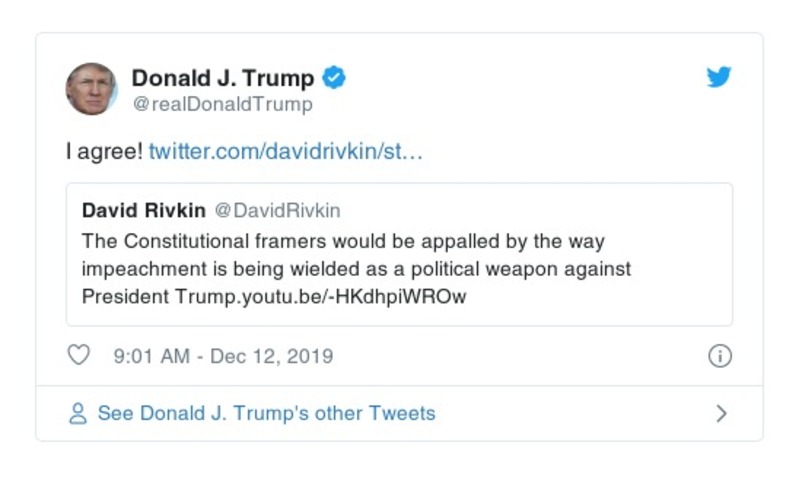 Donald J. Trump
@realDonaldTrump
I agree! twitter.com/davidrivkin/st…
David Rivkin @DavidRivkin
The Constitutional framers would be appalled by the way
impeachment is being wielded as a political weapon against
President Trump.youtu.be/-HKdhpiWROw
9:01 AM - Dec 12, 2019
See Donald J. Trump's other Tweets